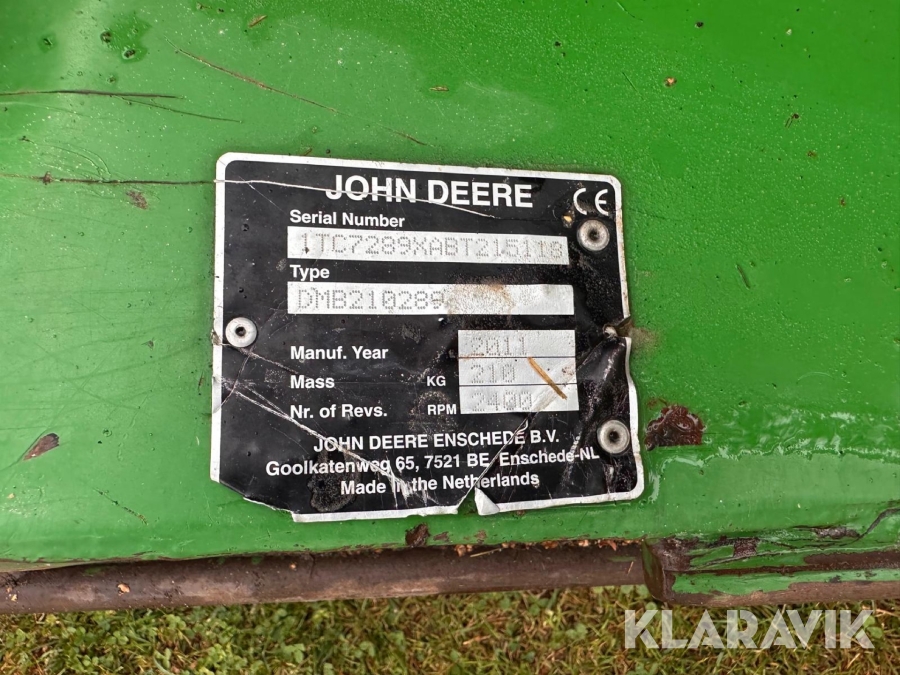 JOHN DEERE
CE
Serial Number
1TC7289XABT215118
Type
DMB210289
Manuf. Year 2011
Mass KG 210
Nr. of Revs. RPM 2400
JOHN DEERE ENSCHEDE B.V.
Goolkatenweg 65, 7521 BE, Enschede-NL
Made in the Netherlands
KLARAVIK